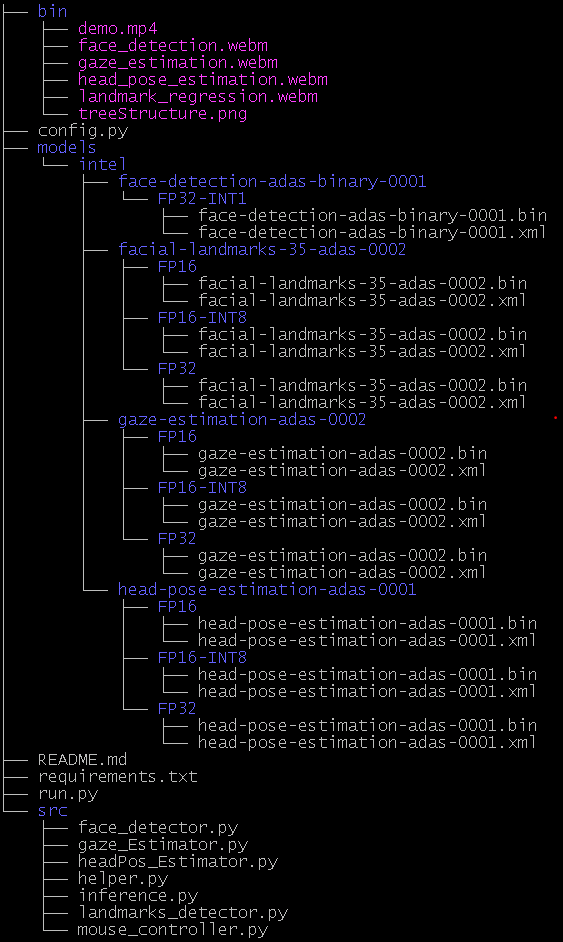 ├── bin
│   ├── demo.mp4
│   ├── face_detection.webm
│   ├── gaze_estimation.webm
│   ├── head_pose_estimation.webm
│   ├── landmark_regression.webm
│   └── treeStructure.png
├── config.py
├── models
│   └── intel
│       ├── face-detection-adas-binary-0001
│       │   └── FP32-INT1
│       │       ├── face-detection-adas-binary-0001.bin
│       │       └── face-detection-adas-binary-0001.xml
│       ├── facial-landmarks-35-adas-0002
│       │   ├── FP16
│       │   │   ├── facial-landmarks-35-adas-0002.bin
│       │   │   └── facial-landmarks-35-adas-0002.xml
│       │   ├── FP16-INT8
│       │   │   ├── facial-landmarks-35-adas-0002.bin
│       │   │   └── facial-landmarks-35-adas-0002.xml
│       │   └── FP32
│       │       ├── facial-landmarks-35-adas-0002.bin
│       │       └── facial-landmarks-35-adas-0002.xml
│       ├── gaze-estimation-adas-0002
│       │   ├── FP16
│       │   │   ├── gaze-estimation-adas-0002.bin
│       │   │   └── gaze-estimation-adas-0002.xml
│       │   ├── FP16-INT8
│       │   │   ├── gaze-estimation-adas-0002.bin
│       │   │   └── gaze-estimation-adas-0002.xml
│       │   └── FP32
│       │       ├── gaze-estimation-adas-0002.bin
│       │       └── gaze-estimation-adas-0002.xml
│       └── head-pose-estimation-adas-0001
│           ├── FP16
│           │   ├── head-pose-estimation-adas-0001.bin
│           │   └── head-pose-estimation-adas-0001.xml
│           ├── FP16-INT8
│           │   ├── head-pose-estimation-adas-0001.bin
│           │   └── head-pose-estimation-adas-0001.xml
│           └── FP32
│               ├── head-pose-estimation-adas-0001.bin
│               └── head-pose-estimation-adas-0001.xml
├── README.md
├── requirements.txt
├── run.py
└── src
    ├── face_detector.py
    ├── gaze_Estimator.py
    ├── headPos_Estimator.py
    ├── helper.py
    ├── inference.py
    ├── landmarks_detector.py
    └── mouse_controller.py